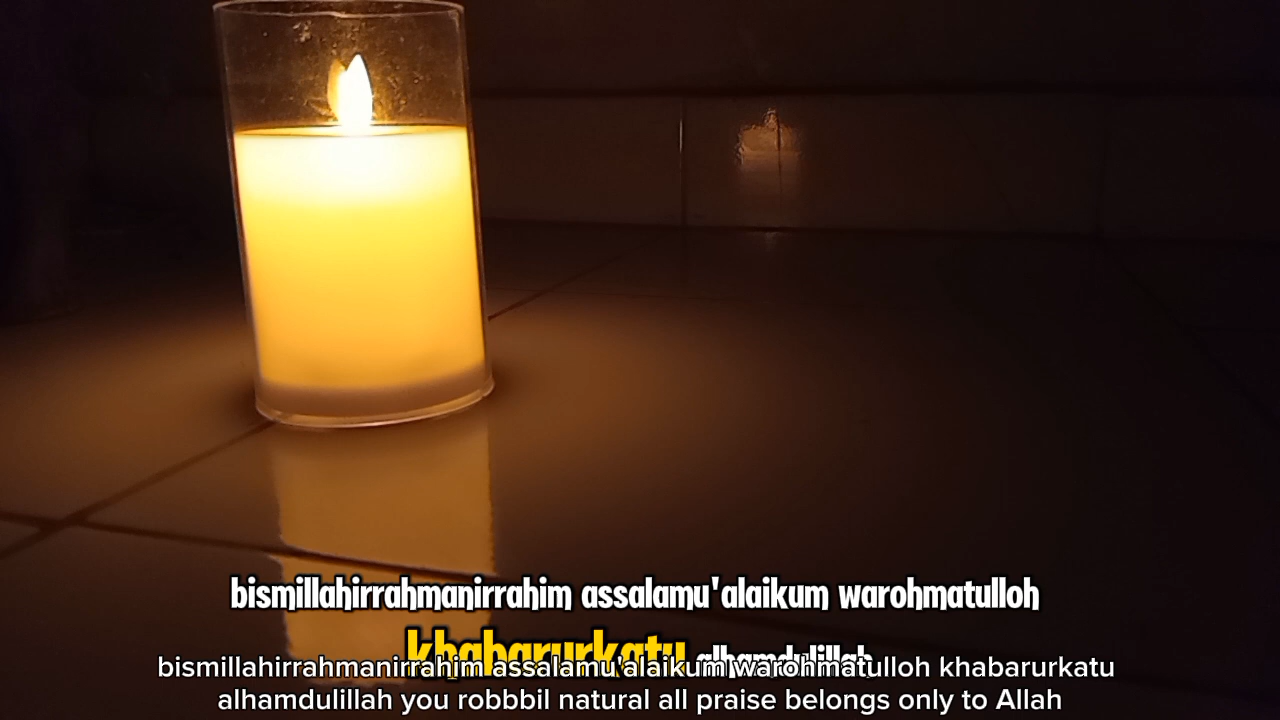 bismillahirrahmanirrahim assalamu'alaikum warohmatulloh
khabarurkatu alhamdulillah
bismillahirrahmanirrahim assalamu'alaikum warohmatulloh khabarurkatu
alhamdulillah you robbbil natural all praise belongs only to Allah